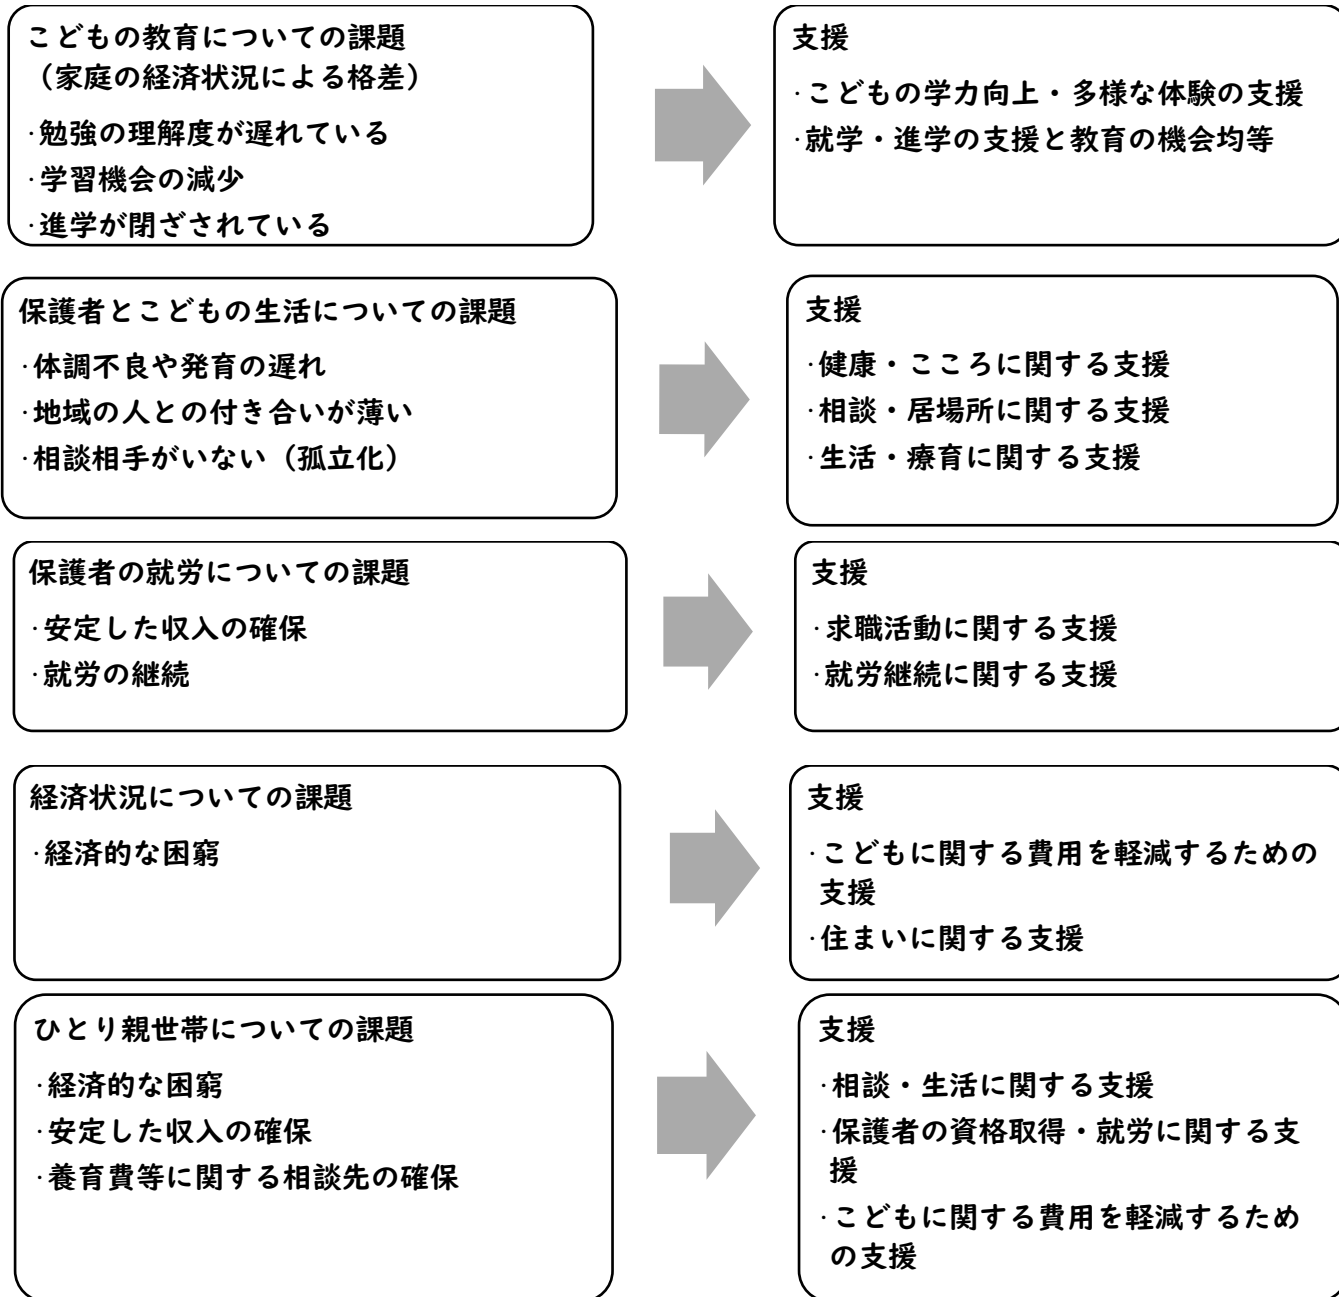 こどもの教育についての課題
（家庭の経済状況による格差）
·勉強の理解度が遅れている
·学習機会の減少
·進学が閉ざされている
支援
·こどもの学力向上・多様な体験の支援
·就学・進学の支援と教育の機会均等
保護者とこどもの生活についての課題
·体調不良や発育の遅れ
·地域の人との付き合いが薄い
·相談相手がいない（孤立化）
支援
·健康・こころに関する支援
·相談・居場所に関する支援
·生活・療育に関する支援
保護者の就労についての課題
·安定した収入の確保
·就労の継続
支援
·求職活動に関する支援
·就労継続に関する支援
経済状況についての課題
·経済的な困窮
支援
·こどもに関する費用を軽減するための
支援
·住まいに関する支援
ひとり親世帯についての課題
·経済的な困窮
·安定した収入の確保
·養育費等に関する相談先の確保
支援
·相談・生活に関する支援
·保護者の資格取得・就労に関する支
援
·こどもに関する費用を軽減するため
の支援